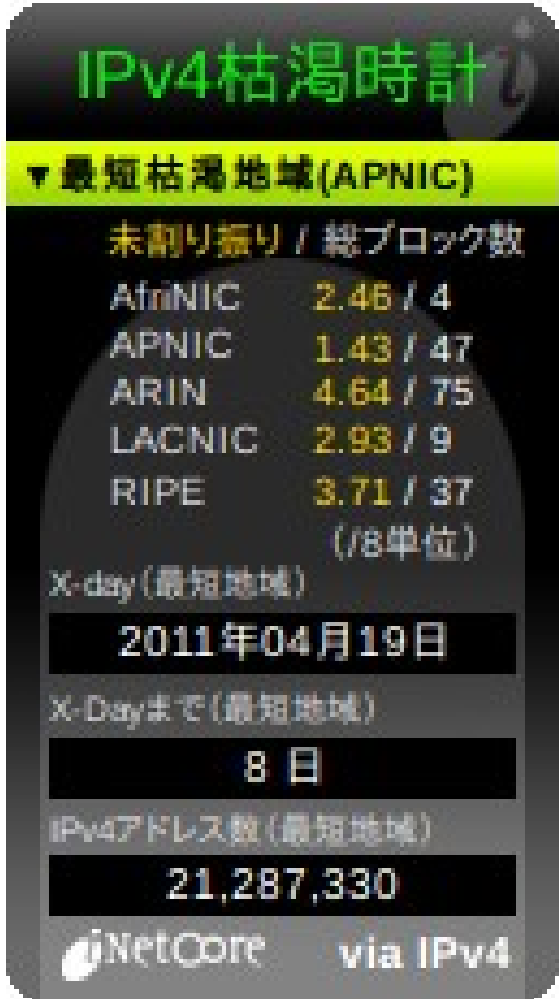 IPv4枯渇時計
▼最短枯渇地域(APNIC)
未割り振り / 総ブロック数
AfriNIC 2.46 / 4
APNIC 1.43 / 47
ARIN 4.64 / 75
LACNIC 2.93 / 9
RIPE 3.71 / 37
(/8単位)
X-day(最短地域)
2011年04月19日
X-Dayまで(最短地域)
8 日
IPv4アドレス数(最短地域)
21,287,330
iNetCore via IPv4